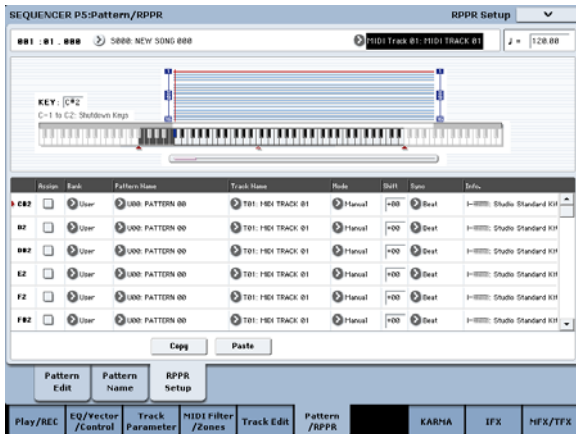 SEQUENCER P5:Pattern/RPPR RPPR Setup
001 :01 . 000 5000: NEW SONG 000 MIDI Track 01: MIDI TRACK 01 ♩ = 120.00
KEY: C#2
C-1 to C2: Shutdown Keys
Assign Bank Pattern Name Track Name Mode Shift Sync Info.
C#2 User U00: PATTERN 00 T01: MIDI TRACK 01 Manual +00 Beat Studio Standard Kit
D2 User U00: PATTERN 00 T01: MIDI TRACK 01 Manual +00 Beat Studio Standard Kit
D#2 User U00: PATTERN 00 T01: MIDI TRACK 01 Manual +00 Beat Studio Standard Kit
E2 User U00: PATTERN 00 T01: MIDI TRACK 01 Manual +00 Beat Studio Standard Kit
F2 User U00: PATTERN 00 T01: MIDI TRACK 01 Manual +00 Beat Studio Standard Kit
F#2 User U00: PATTERN 00 T01: MIDI TRACK 01 Manual +00 Beat Studio Standard Kit
Copy Paste
Pattern Edit Pattern Name RPPR Setup
Play/REC EQ/Vector /Control Track Parameter MIDI Filter /Zones Track Edit Pattern /RPPR KARMA IFX MFX/TFX